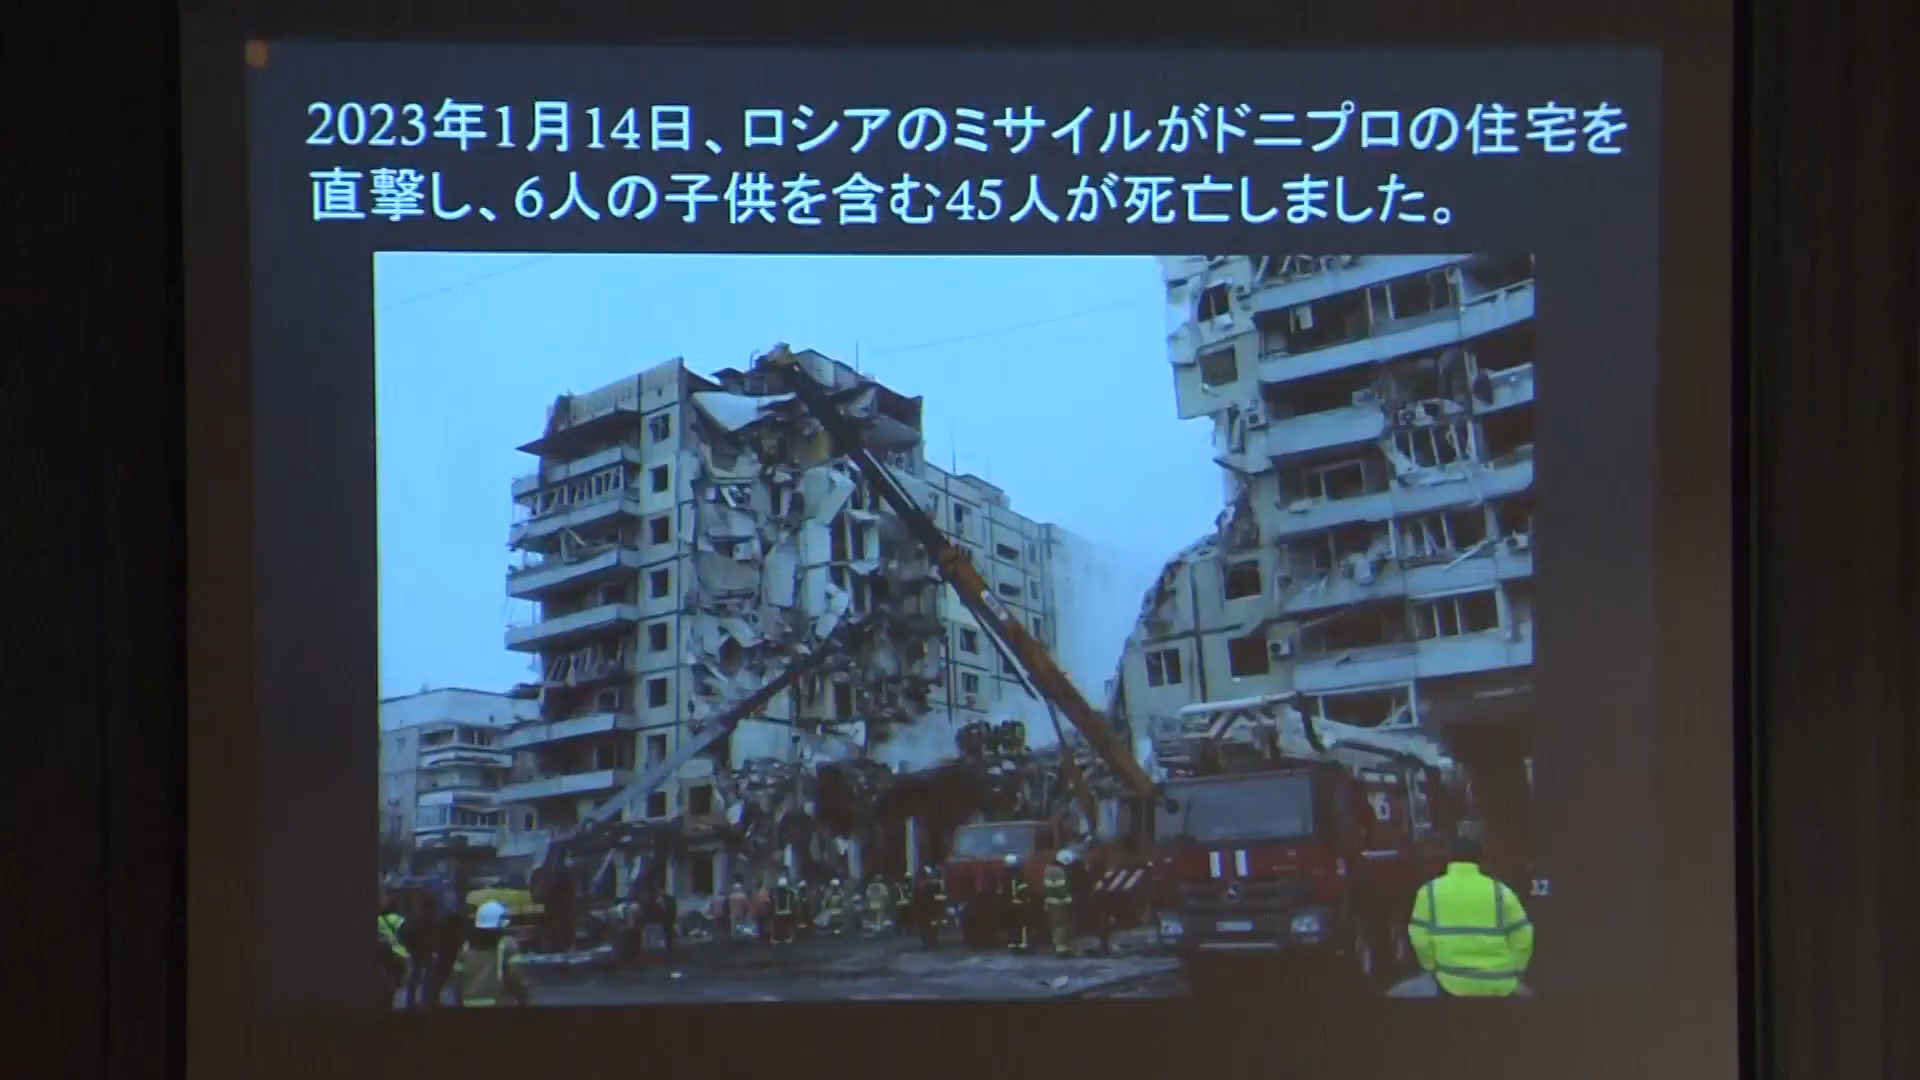 2023年1月14日、ロシアのミサイルがドニプロの住宅を
直撃し、6人の子供を含む45人が死亡しました。